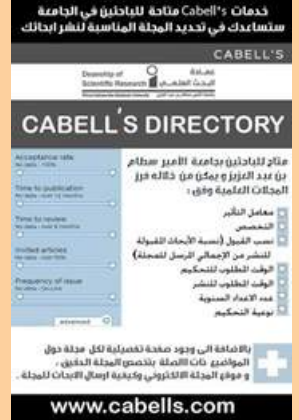 خدمات Cabell's متاحة للباحثين في الجامعة
ستساعدك في تحديد المجلة المناسبة لنشر ابحاثك
CABELL'S
Deanship of
Scientific Research
عمادة
البحث العلمي
CABELL'S DIRECTORY
متاح للباحثين بجامعة الأمير سطام
بن عبد العزيز و يمكن من خلاله فرز
المجلات العلمية وفق :
معامل التأثير
التخصص
نسب القبول (نسبة الأبحاث المقبولة
للنشر من الإجمالي المرسل للمجلة)
الوقت المطلوب للتحكيم
الوقت المطلوب للنشر
عدد الاعداد السنوية
نوعية التحكيم
Acceptance rate
Time to publication
Time to review
Invited articles
Frequency of issue
advanced
بالاضافة الى وجود صفحة تفصيلية لكل مجلة حول
المواضيع ذات الصلة بتخصص المجلة الدقيق ,
و موقع المجلة الالكتروني وكيفية ارسال الابحاث للمجلة .
www.cabells.com